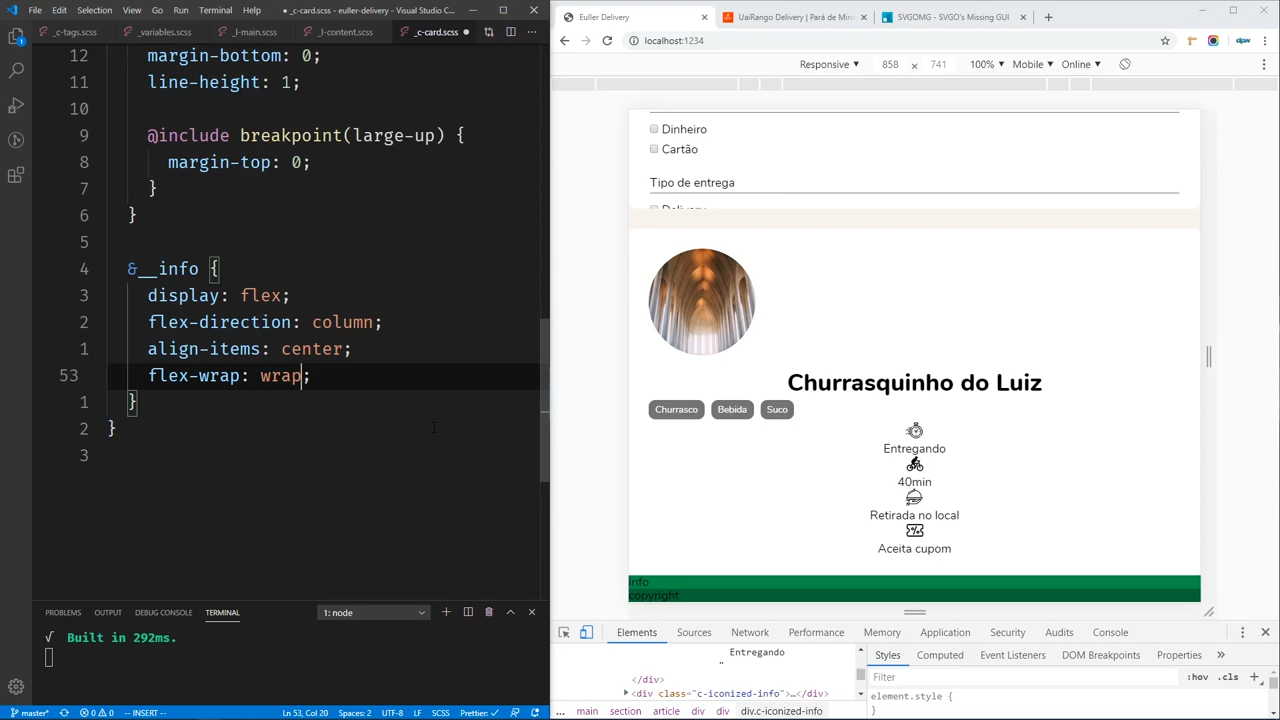 File Edit Selection View Go Run Terminal … _c-card.scss - euller-delivery - Visual Studio C...
_c-tags.scss _variables.scss _l-main.scss _l-content.scss _c-card.scss
12 margin-bottom: 0;
11 line-height: 1;
10
9 @include breakpoint(large-up) {
8 margin-top: 0;
7 }
6 }
5
4 &__info {
3 display: flex;
2 flex-direction: column;
1 align-items: center;
53 flex-wrap: wrap;
1 }
2 }
3
PROBLEMS OUTPUT DEBUG CONSOLE TERMINAL 1: node
√ Built in 292ms.
master* 0 0 -- INSERT -- Ln 53, Col 20 Spaces: 2 UTF-8 LF SCSS Prettier: ✓
Euller Delivery UaiRango Delivery | Pará de Min SVGOMG - SVGO's Missing GUI
localhost:1234 dpw
Responsive 858 × 741 100% Mobile Online
Dinheiro
Cartão
Tipo de entrega
Delivery
Churrasquinho do Luiz
Churrasco Bebida Suco
Entregando
40min
Retirada no local
Aceita cupom
info
copyright
Elements Sources Network Performance Memory Application Security Audits Console
Entregando
"
</div>
<div class="c-iconized-info">…</div>
... main section article div div div.c-iconized-info
Styles Computed Event Listeners DOM Breakpoints Properties »
Filter :hov .cls +
element.style {
}